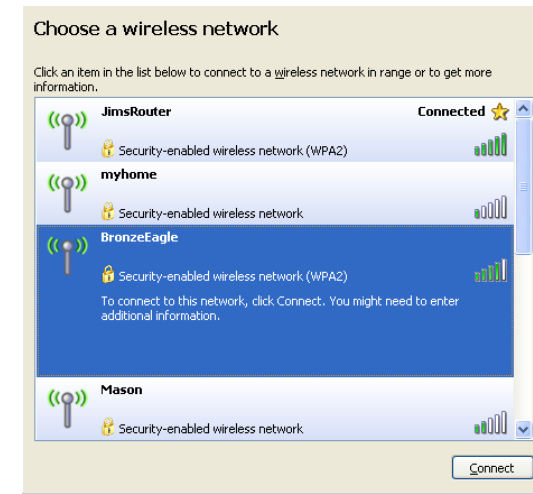 Choose a wireless network
Click an item in the list below to connect to a wireless network in range or to get more
information.
JimsRouter Connected
Security-enabled wireless network (WPA2)
myhome
Security-enabled wireless network
BronzeEagle
Security-enabled wireless network (WPA2)
To connect to this network, click Connect. You might need to enter
additional information.
Mason
Security-enabled wireless network
Connect